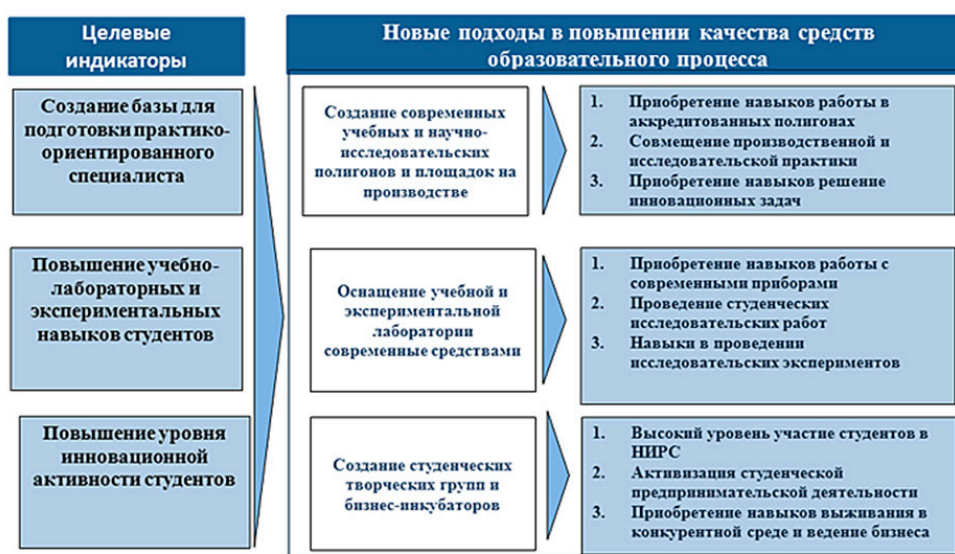 Целевые
индикаторы
Новые подходы в повышении качества средств
образовательного процесса
Создание базы для
подготовки практико-
ориентированного
специалиста
Создание современных
учебных и научно-
исследовательских
полигонов и площадок на
производстве
1. Приобретение навыков работы в
аккредитованных полигонах
2. Совмещение производственной и
исследовательской практики
3. Приобретение навыков решение
инновационных задач
Повышение учебно-
лабораторных и
экспериментальных
навыков студентов
Оснащение учебной и
экспериментальной
лаборатории
современные средствами
1. Приобретение навыков работы с
современными приборами
2. Проведение студенческих
исследовательских работ
3. Навыки в проведении
исследовательских экспериментов
Повышение уровня
инновационной
активности студентов
Создание студенческих
творческих групп и
бизнес-инкубаторов
1. Высокий уровень участие студентов в
НИРС
2. Активизация студенческой
предпринимательской деятельности
3. Приобретение навыков выживания в
конкурентной среде и ведение бизнеса